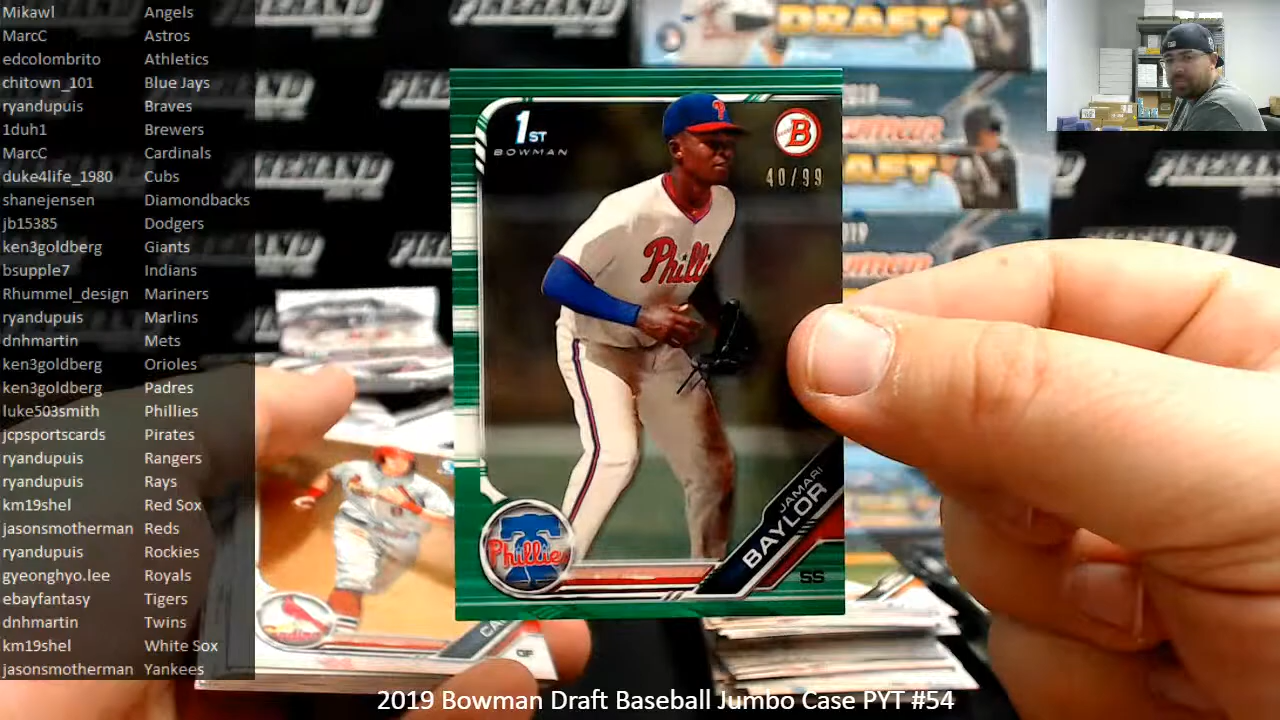 Mikawl Angels
MarcC Astros
edcolombrito Athletics
chitown_101 Blue Jays
ryandupuis Braves
1duh1 Brewers
MarcC Cardinals
duke4life_1980 Cubs
shanejensen Diamondbacks
jb15385 Dodgers
ken3goldberg Giants
bsupple7 Indians
Rhummel_design Mariners
ryandupuis Marlins
dnhmartin Mets
ken3goldberg Orioles
ken3goldberg Padres
luke503smith Phillies
jcpsportscards Pirates
ryandupuis Rangers
ryandupuis Rays
km19shel Red Sox
jasonsmotherman Reds
ryandupuis Rockies
gyeonghyo.lee Royals
ebayfantasy Tigers
dnhmartin Twins
km19shel White Sox
jasonsmotherman Yankees
DRAFT
FIREHAND
1ST
BOWMAN
B
40/99
P
Philli
JAMARI
BAYLOR
SS
Phillies
OF
2019 Bowman Draft Baseball Jumbo Case PYT #54